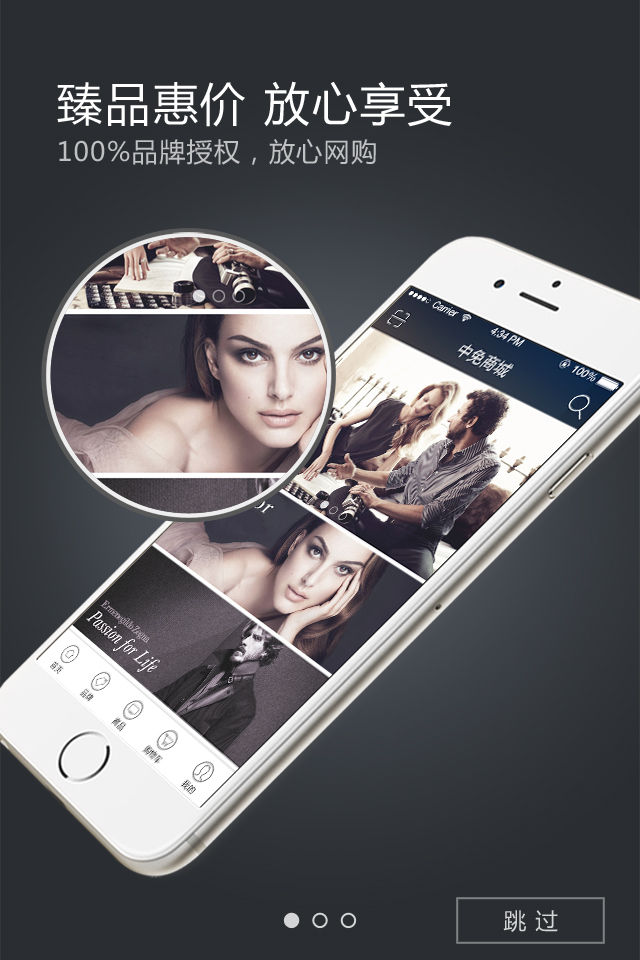 臻品惠价 放心享受
100%品牌授权，放心网购
Carrier
4:34 PM
100%
中免商城
or
Ermenegildo Zegna
Passion for Life
首页
品牌
商品
购物车
我的
跳过